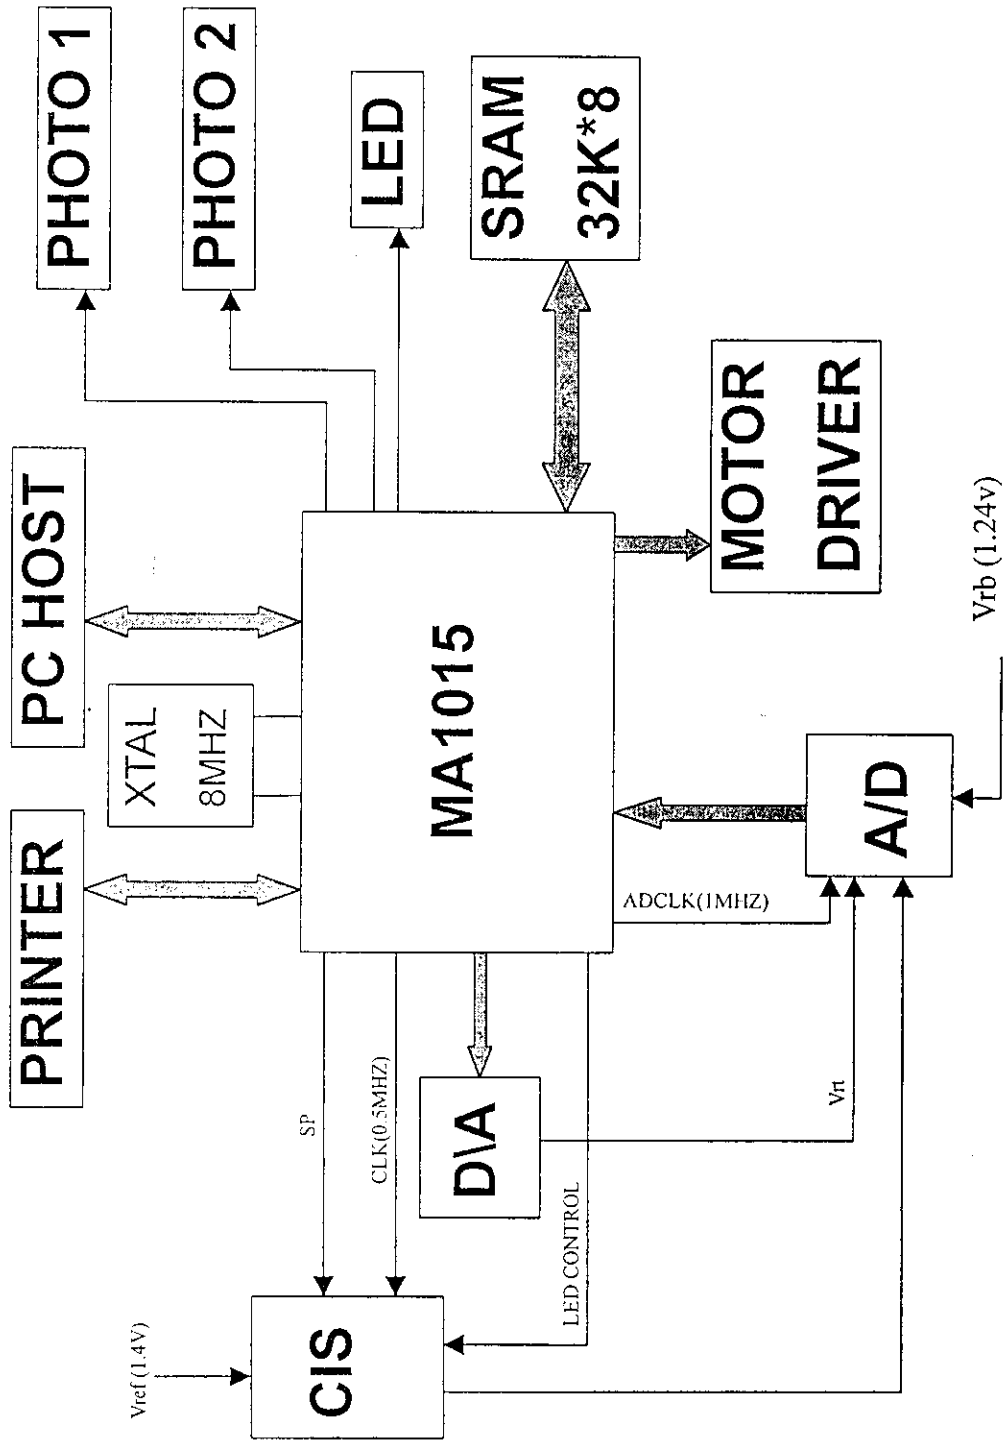 PHOTO 1
PHOTO 2
LED
SRAM
32K*8
PC HOST
XTAL
8MHZ
MOTOR
DRIVER
PRINTER
MA1015
Vrb (1.24v)
A/D
ADCLK(1MHZ)
SP
CLK(0.5MHZ)
D\A
Vrt
LED CONTROL
Vref (1.4V)
CIS